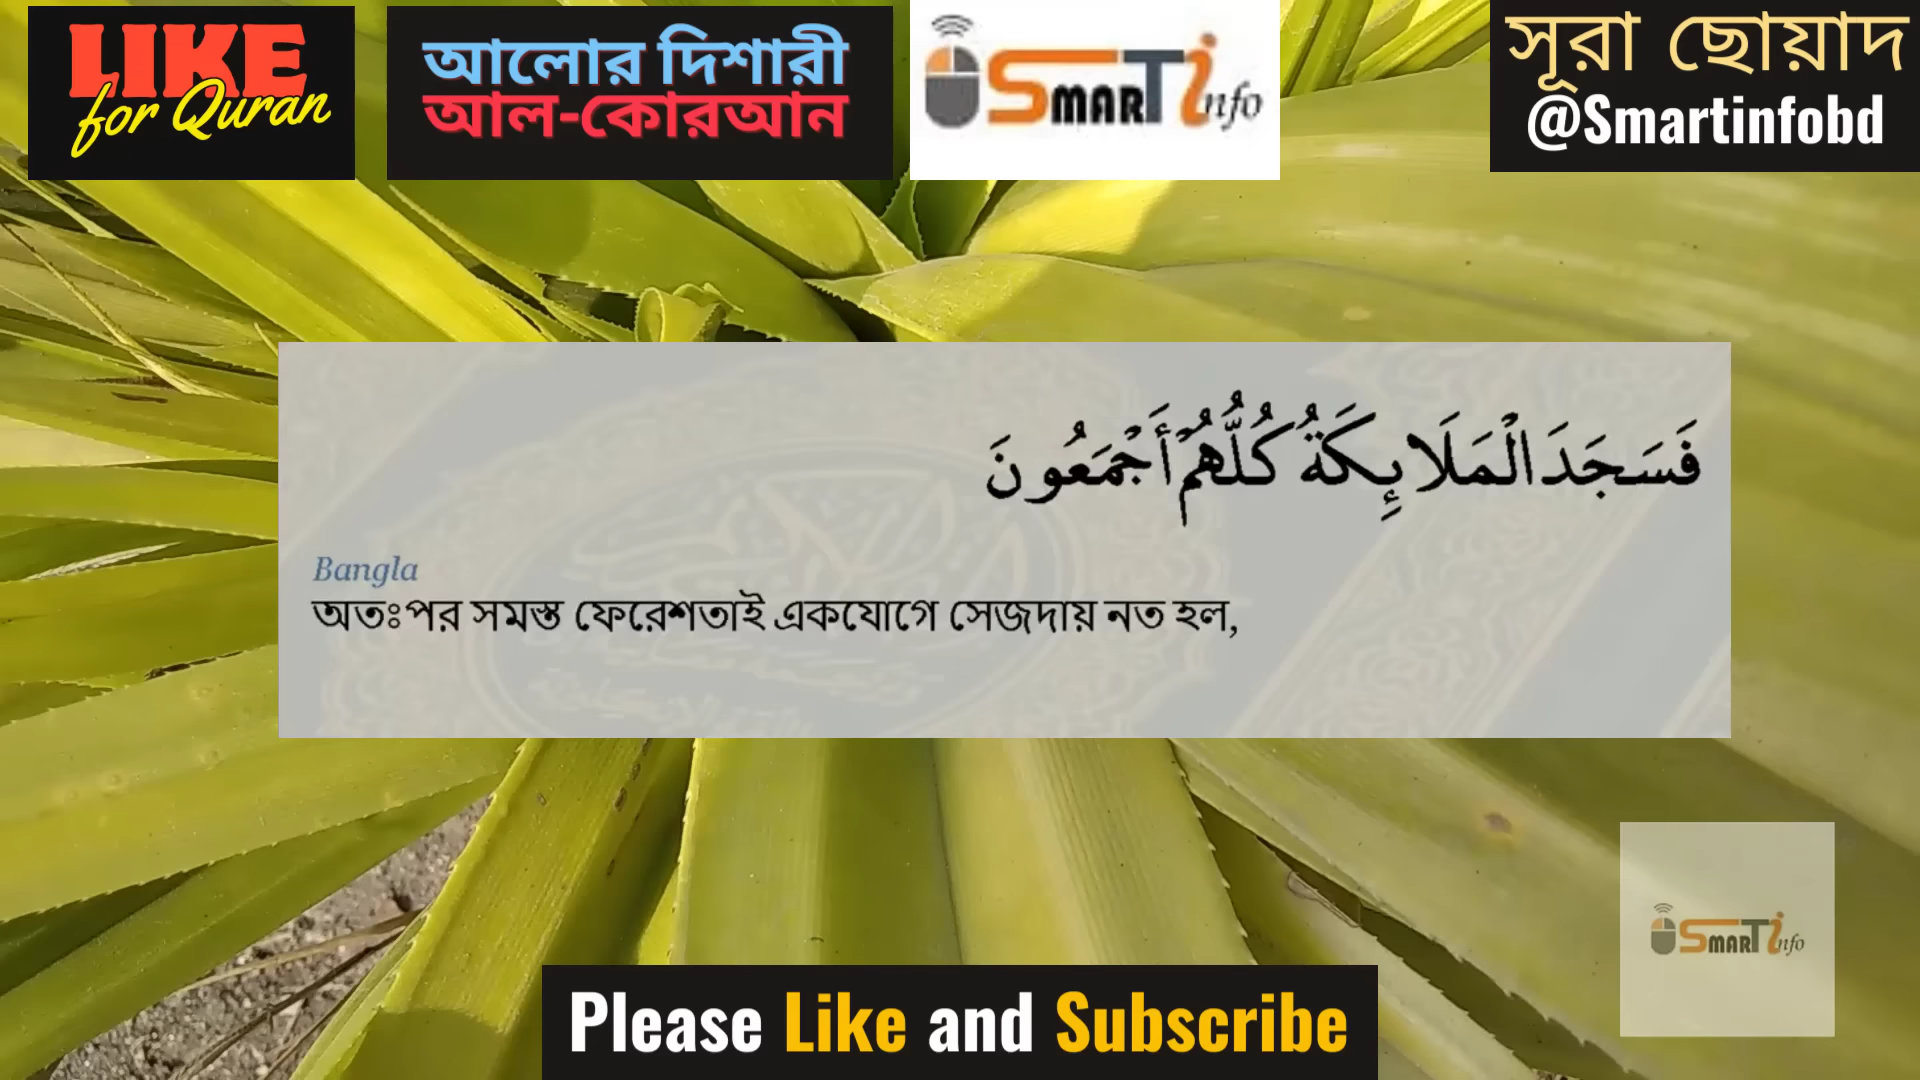 LIKE
for Quran
আলোর দিশারী
আল-কোরআন
SMARTinfo
সূরা ছোয়াদ
@Smartinfobd
فَسَجَدَ الْمَلَائِكَةُ كُلُّهُمْ أَجْمَعُونَ
Bangla
অতঃপর সমস্ত ফেরেশতাই একযোগে সেজদায় নত হল,
SMARTinfo
Please Like and Subscribe